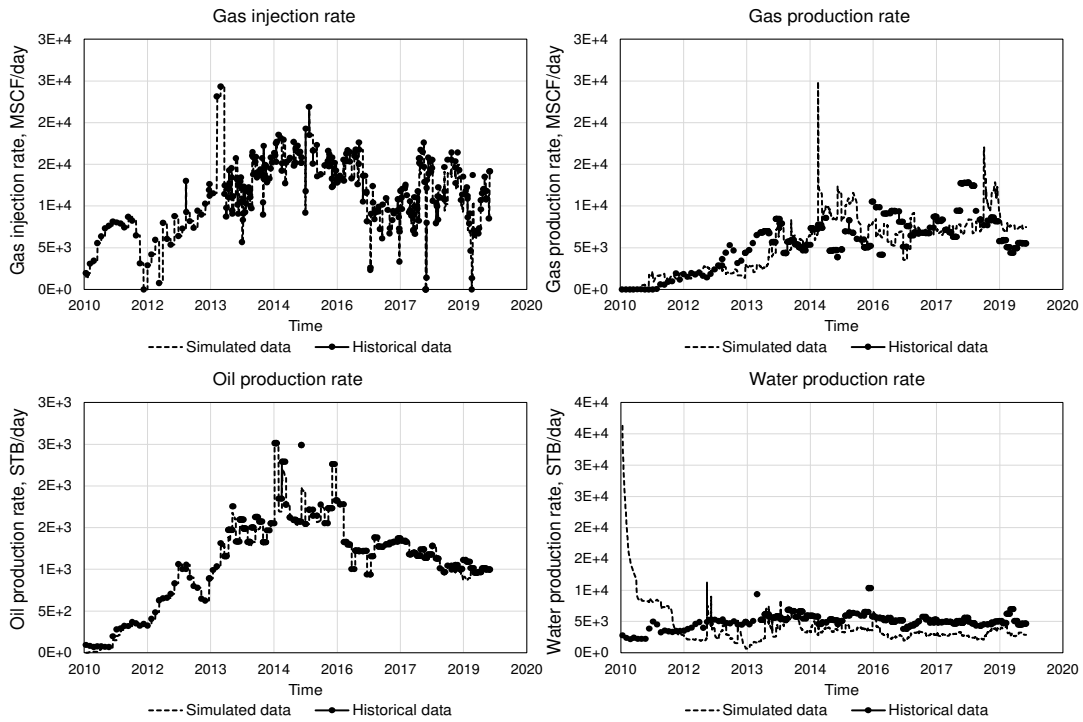 Gas injection rate
Gas injection rate, MSCF/day
3E+4
3E+4
2E+4
2E+4
1E+4
5E+3
0E+0
2010 2012 2013 2014 2016 2017 2019 2020
Time
Simulated data Historical data
Gas production rate
Gas production rate, MSCF/day
3E+4
3E+4
2E+4
2E+4
1E+4
5E+3
0E+0
2010 2012 2013 2014 2016 2017 2019 2020
Time
Simulated data Historical data
Oil production rate
Oil production rate, STB/day
3E+3
3E+3
2E+3
2E+3
1E+3
5E+2
0E+0
2010 2012 2013 2014 2016 2017 2019 2020
Time
Simulated data Historical data
Water production rate
Water production rate, STB/day
4E+4
4E+4
3E+4
3E+4
2E+4
2E+4
1E+4
5E+3
0E+0
2010 2012 2013 2014 2016 2017 2019 2020
Time
Simulated data Historical data